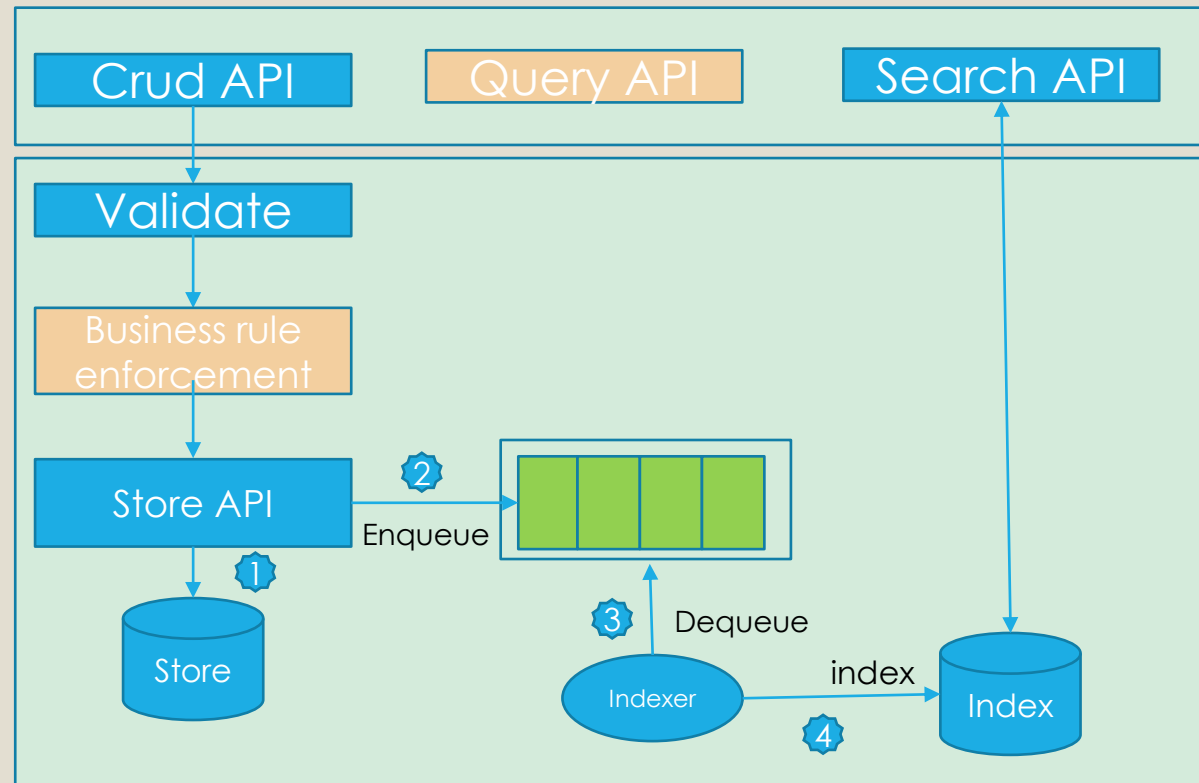 Crud API
Query API
Search API
Validate
Business rule
enforcement
Store API
2
Enqueue
1
Store
3
Dequeue
Indexer
index
4
Index